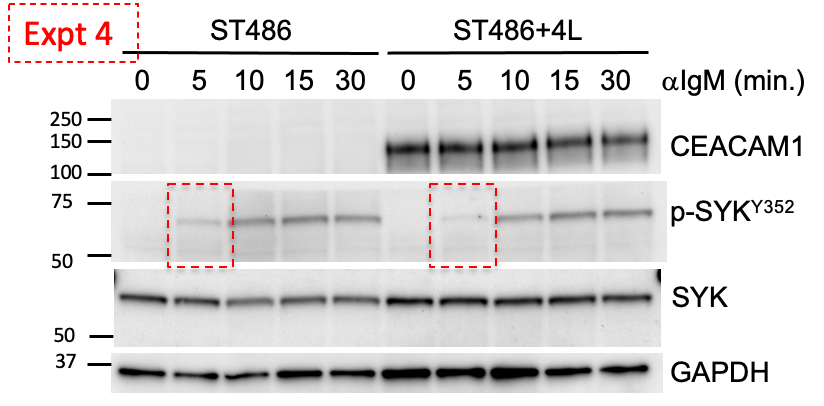 Expt 4
ST486 ST486+4L
0 5 10 15 30 0 5 10 15 30 αIgM (min.)
250
150
100
CEACAM1
75
50
p-SYKY352
SYK
50
37
GAPDH